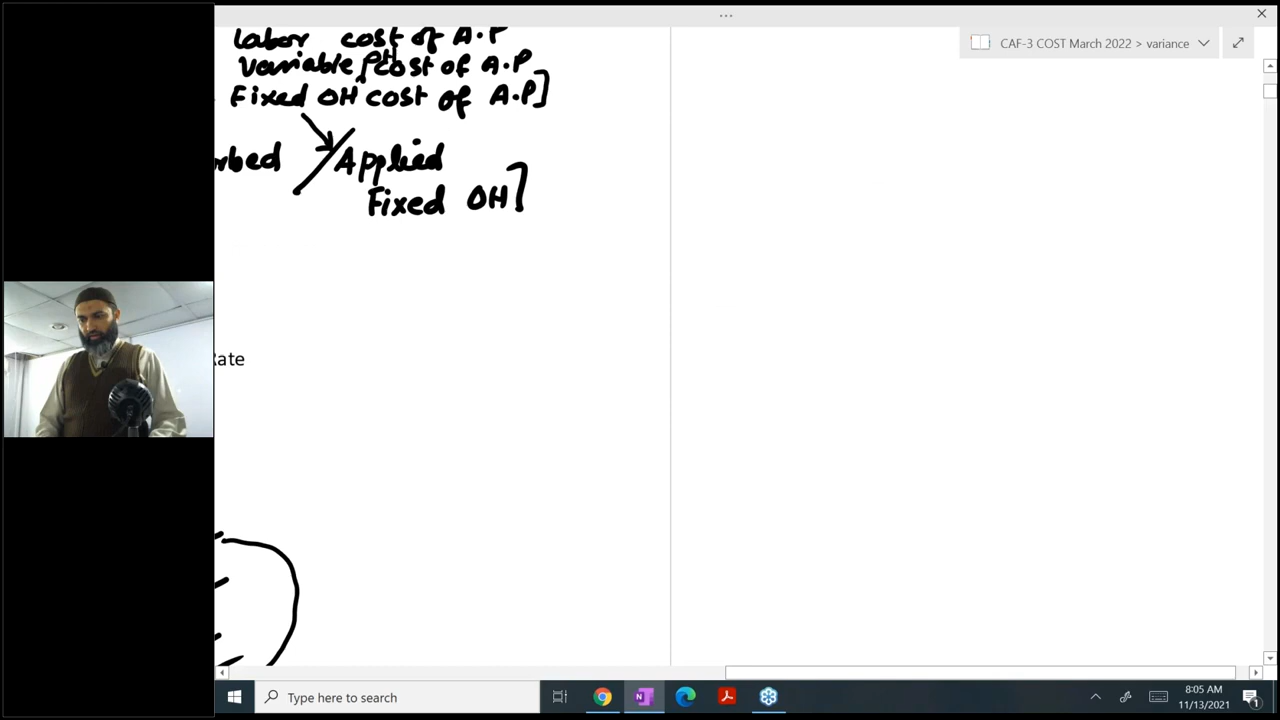 CAF-3 COST March 2022 > variance
labor cost of A.P
variable OH cost of A.P
Fixed OH cost of A.P]
rbed / Applied
Fixed OH]
Rate
Type here to search
8:05 AM
11/13/2021
1